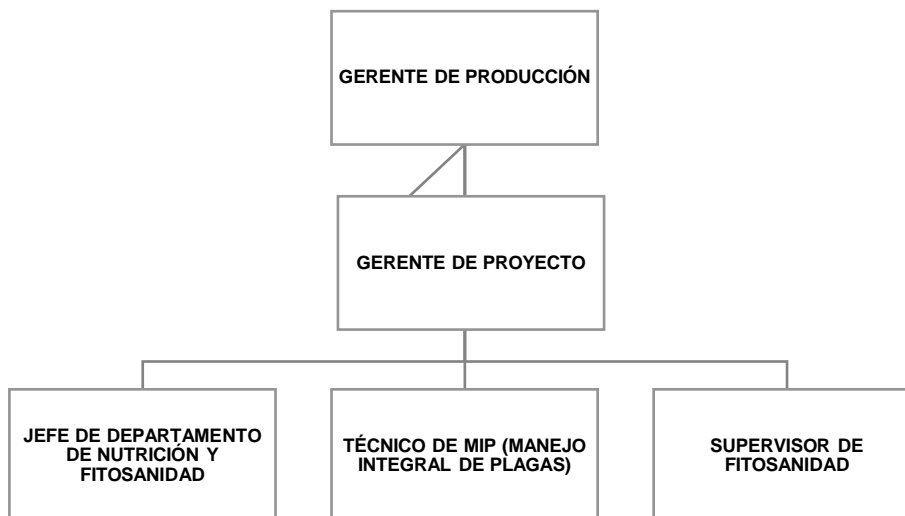 GERENTE DE PRODUCCIÓN
GERENTE DE PROYECTO
JEFE DE DEPARTAMENTO
DE NUTRICIÓN Y
FITOSANIDAD
TÉCNICO DE MIP (MANEJO
INTEGRAL DE PLAGAS)
SUPERVISOR DE
FITOSANIDAD